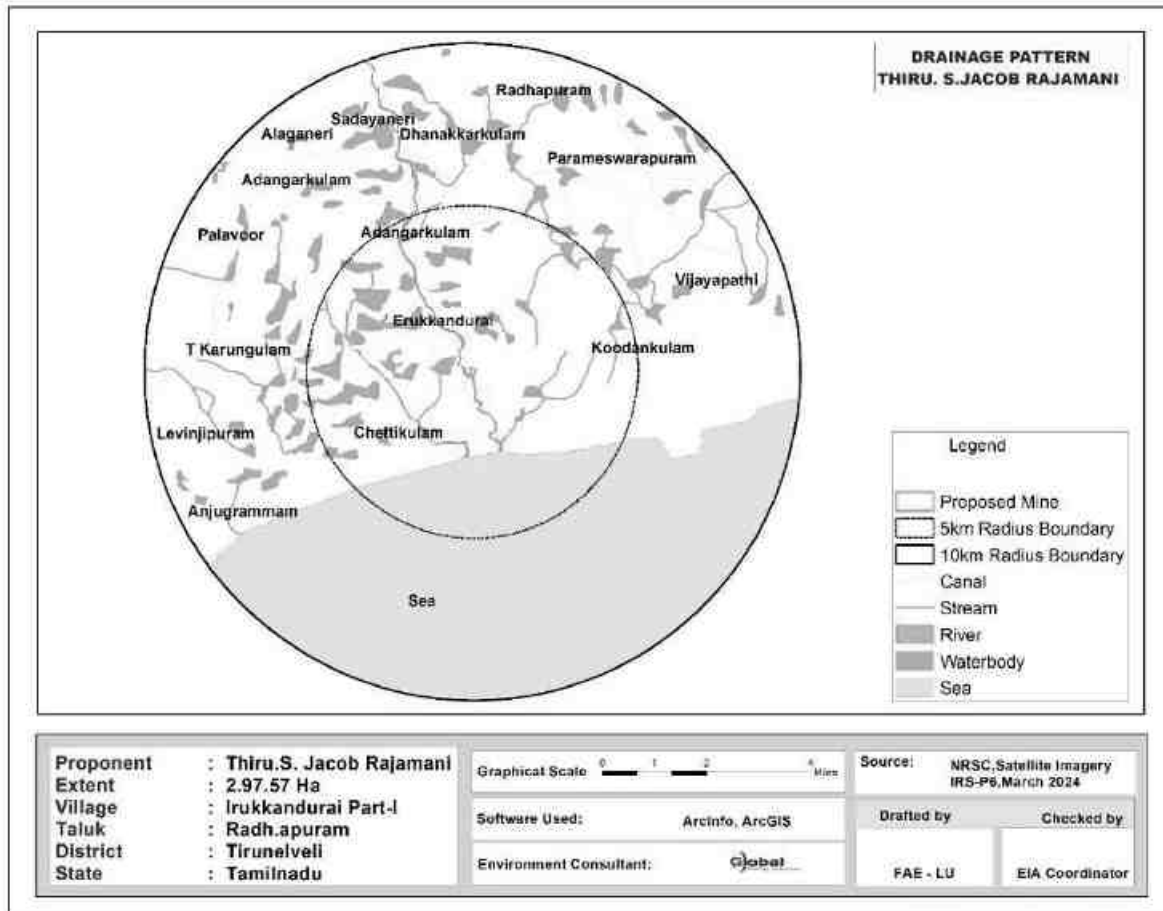 DRAINAGE PATTERN
THIRU. S.JACOB RAJAMANI
Radhapuram
Sadayaneri
Alaganeri
Dhanakkarkulam
Parameswarapuram
Adangarkulam
Palavoor
Adangarkulam
Vijayapathi
Erukkandurai
T Karungulam
Koodankulam
Levinjipuram
Chettikulam
Anjugrammam
Sea
Legend
Proposed Mine
5km Radius Boundary
10km Radius Boundary
Canal
Stream
River
Waterbody
Sea
Proponent : Thiru.S. Jacob Rajamani
Extent : 2.97.57 Ha
Village : Irukkandurai Part-I
Taluk : Radh.apuram
District : Tirunelveli
State : Tamilnadu
Graphical Scale 0 1 2 4 Miles
Software Used: ArcInfo, ArcGIS
Environment Consultant: Global
Source: NRSC,Satellite Imagery
IRS-P6,March 2024
Drafted by Checked by
FAE - LU EIA Coordinator